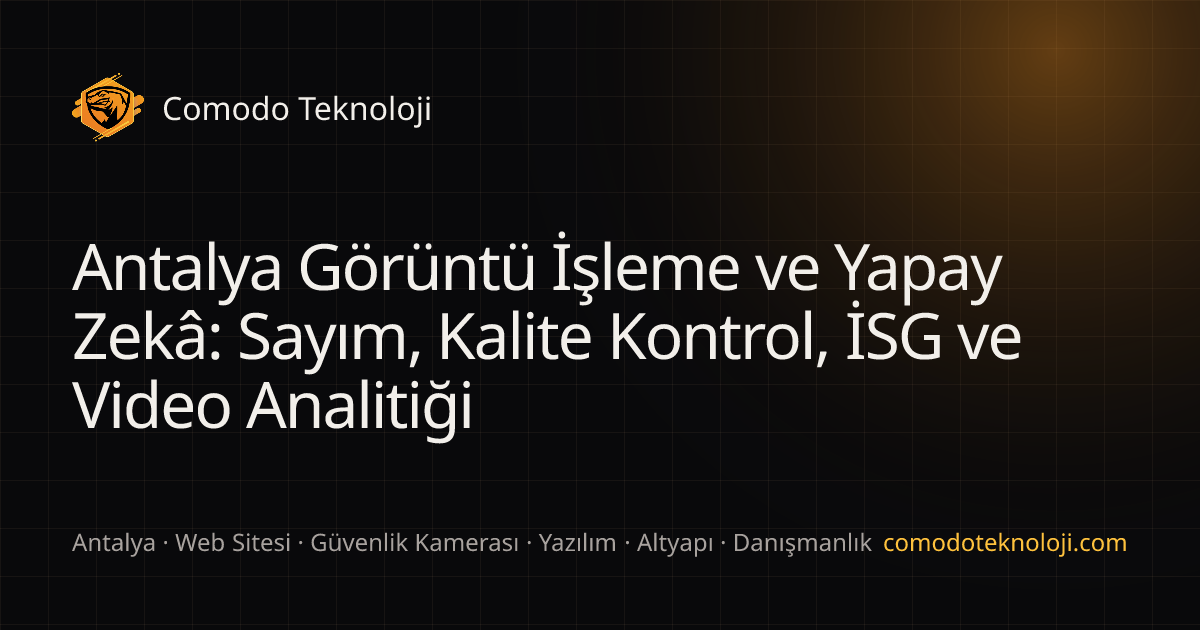 Comodo Teknoloji
Antalya Görüntü İşleme ve Yapay
Zekâ: Sayım, Kalite Kontrol, İSG ve
Video Analitiği
Antalya · Web Sitesi · Güvenlik Kamerası · Yazılım · Altyapı · Danışmanlık comodoteknoloji.com